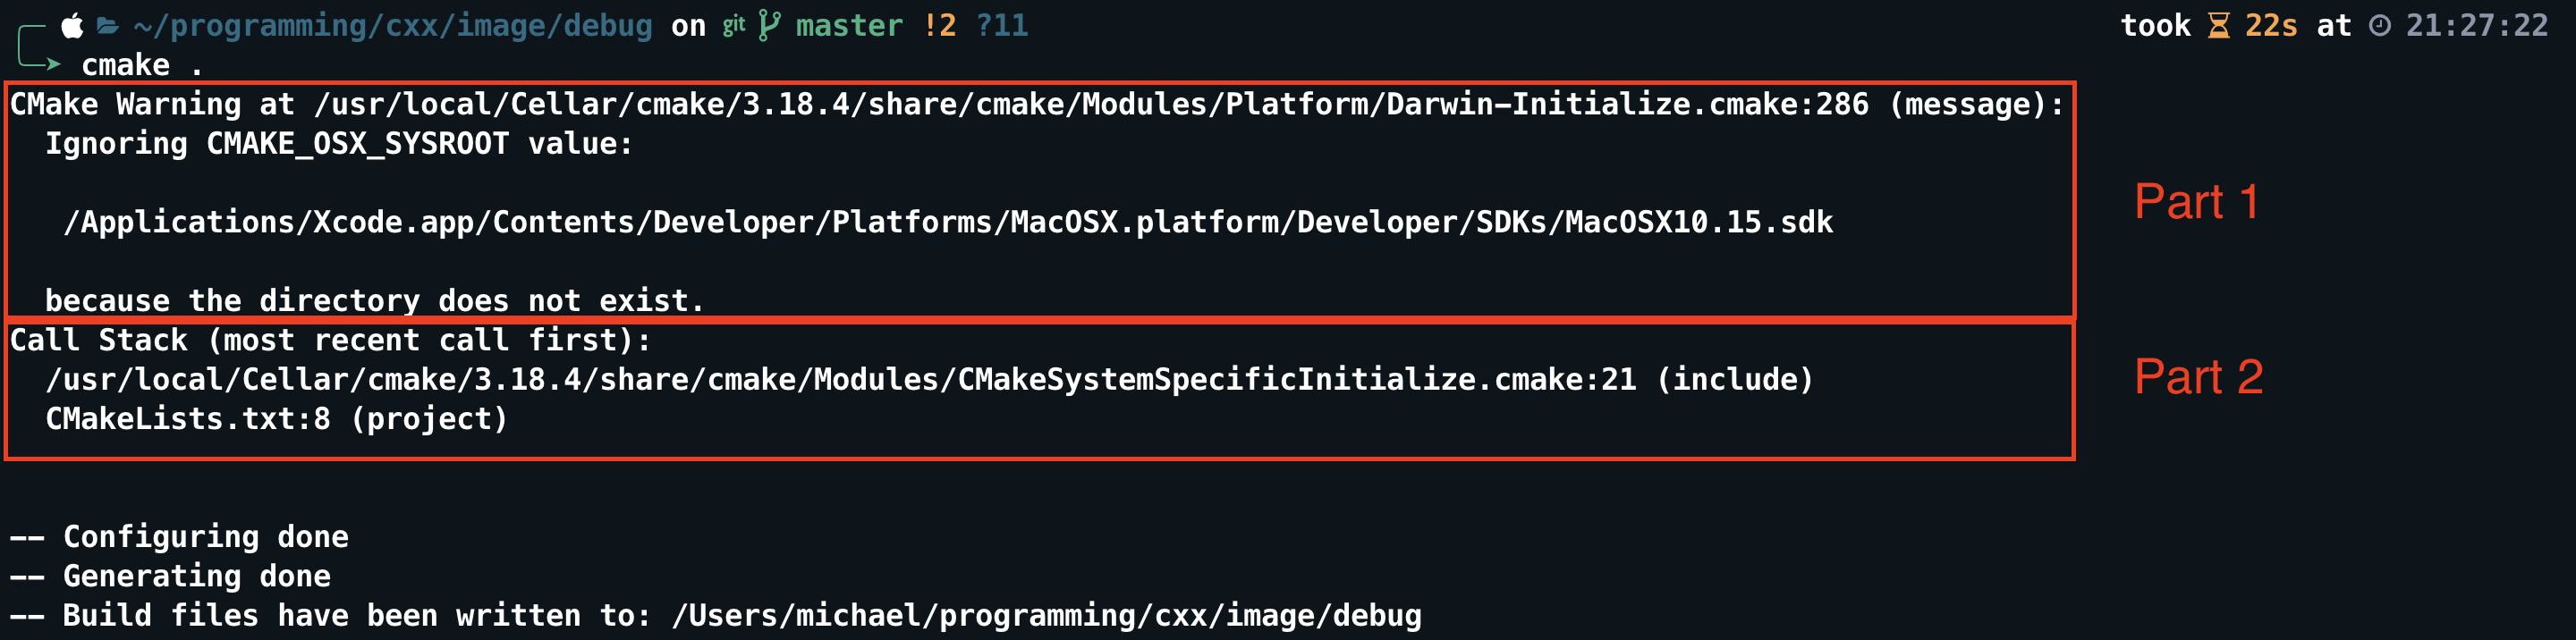 ~/programming/cxx/image/debug on git master !2 ?11 took 22s at 21:27:22
cmake .
CMake Warning at /usr/local/Cellar/cmake/3.18.4/share/cmake/Modules/Platform/Darwin-Initialize.cmake:286 (message):
Ignoring CMAKE_OSX_SYSROOT value:
/Applications/Xcode.app/Contents/Developer/Platforms/MacOSX.platform/Developer/SDKs/MacOSX10.15.sdk
Part 1
because the directory does not exist.
Call Stack (most recent call first):
/usr/local/Cellar/cmake/3.18.4/share/cmake/Modules/CMakeSystemSpecificInitialize.cmake:21 (include)
Part 2
CMakeLists.txt:8 (project)
-- Configuring done
-- Generating done
-- Build files have been written to: /Users/michael/programming/cxx/image/debug